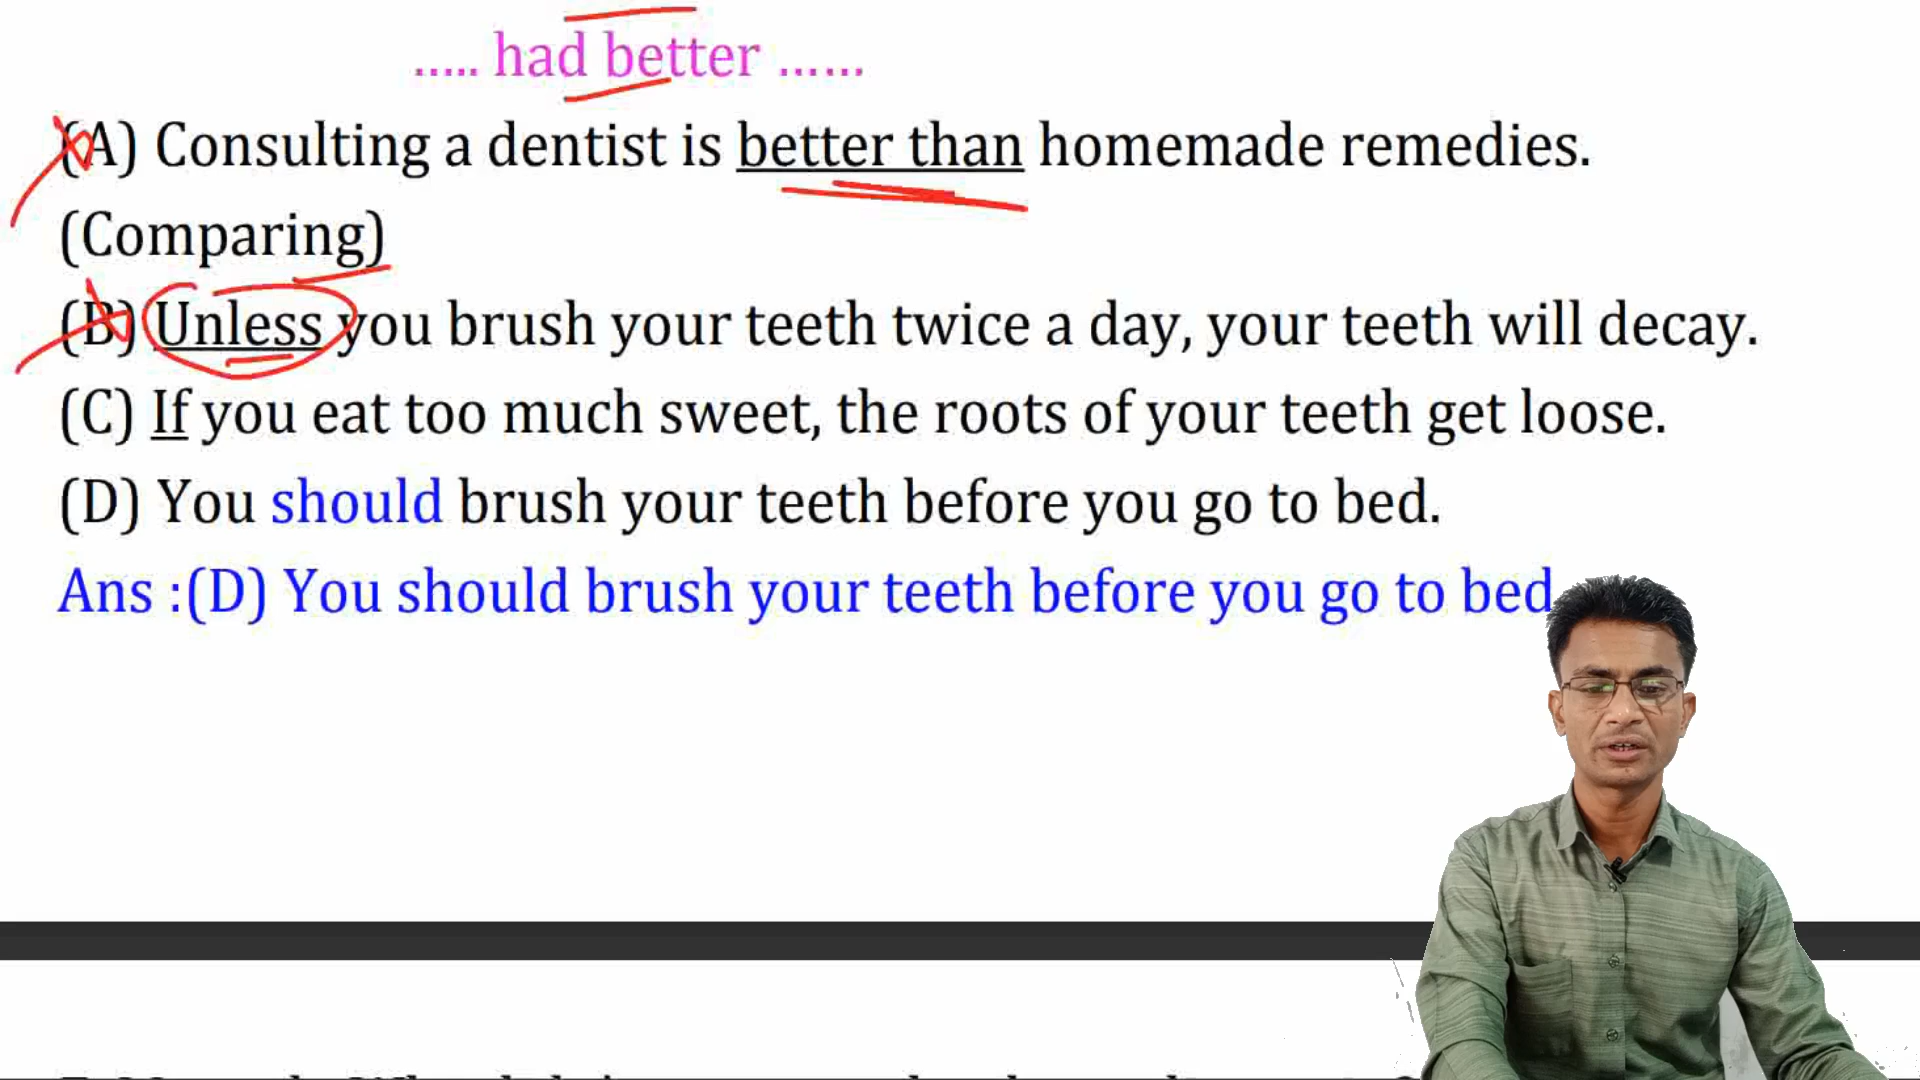 ..... had better ......
(A) Consulting a dentist is better than homemade remedies.
(Comparing)
(B) Unless you brush your teeth twice a day, your teeth will decay.
(C) If you eat too much sweet, the roots of your teeth get loose.
(D) You should brush your teeth before you go to bed.
Ans :(D) You should brush your teeth before you go to bed